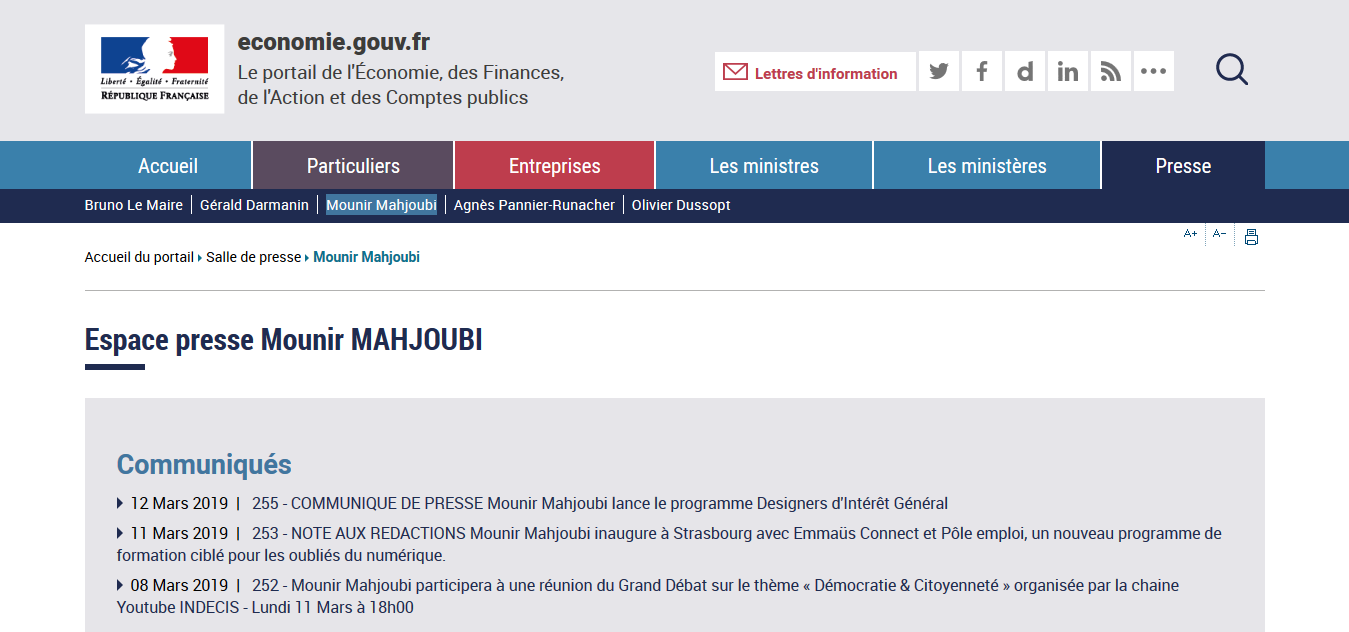 economie.gouv.fr
Le portail de l'Économie, des Finances,
de l'Action et des Comptes publics
Liberté • Égalité • Fraternité
RÉPUBLIQUE FRANÇAISE
Lettres d'information
Accueil
Particuliers
Entreprises
Les ministres
Les ministères
Presse
Bruno Le Maire | Gérald Darmanin | Mounir Mahjoubi | Agnès Pannier-Runacher | Olivier Dussopt
A+ A-
Accueil du portail Salle de presse Mounir Mahjoubi
Espace presse Mounir MAHJOUBI
Communiqués
12 Mars 2019 | 255 - COMMUNIQUE DE PRESSE Mounir Mahjoubi lance le programme Designers d'Intérêt Général
11 Mars 2019 | 253 - NOTE AUX REDACTIONS Mounir Mahjoubi inaugure à Strasbourg avec Emmaüs Connect et Pôle emploi, un nouveau programme de
formation ciblé pour les oubliés du numérique.
08 Mars 2019 | 252 - Mounir Mahjoubi participera à une réunion du Grand Débat sur le thème « Démocratie & Citoyenneté » organisée par la chaine
Youtube INDECIS - Lundi 11 Mars à 18h00